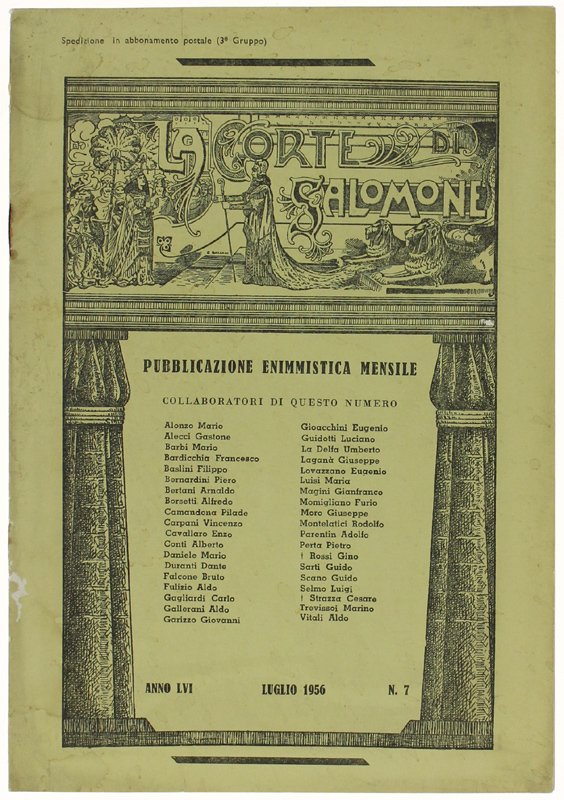 Spedizione in abbonamento postale (3º Gruppo)
LA CORTE DI
SALOMONE
PUBBLICAZIONE ENIMMISTICA MENSILE
COLLABORATORI DI QUESTO NUMERO
Alonzo Mario
Alecci Gastone
Barbi Mario
Bardicchia Francesco
Baslini Filippo
Bernardini Piero
Bertani Arnaldo
Borsetti Alfredo
Camandona Pilade
Carpani Vincenzo
Cavallaro Enzo
Conti Alberto
Daniele Mario
Duranti Dante
Falcone Bruto
Fulizio Aldo
Gagliardi Carlo
Gallerani Aldo
Garizzo Giovanni
Gioacchini Eugenio
Guidotti Luciano
La Delfa Umberto
Laganà Giuseppe
Lovazzano Eugenio
Luisi Maria
Magini Gianfranco
Momigliano Furio
Moro Giuseppe
Montelatici Rodolfo
Parentin Adolfo
Perta Pietro
† Rossi Gino
Sarti Guido
Scano Guido
Selmo Luigi
† Strazza Cesare
Trevissoi Marino
Vitali Aldo
ANNO LVI LUGLIO 1956 N. 7